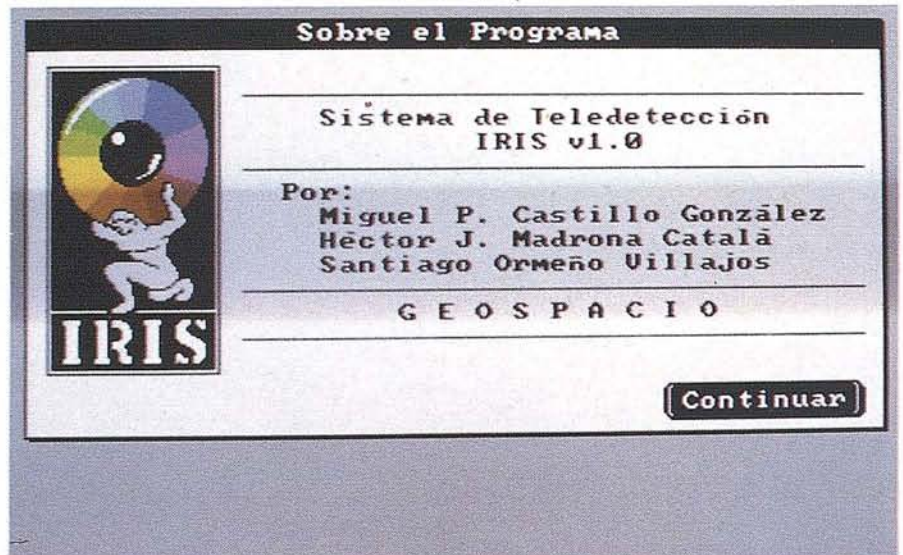 Sobre el Programa
Sistema de Teledetección
IRIS v1.0
Por:
Miguel P. Castillo González
Héctor J. Madrona Catalá
Santiago Ormeño Villajos
GEOSPACIO
IRIS
Continuar